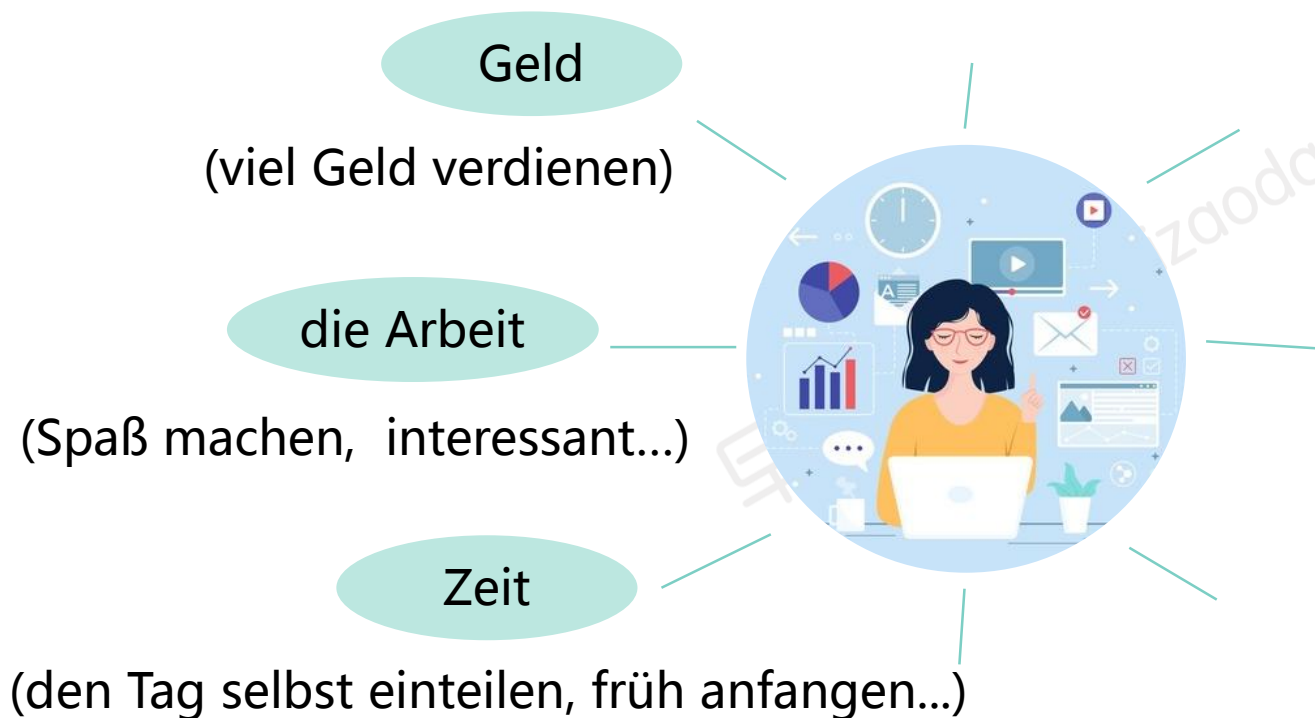 Geld
(viel Geld verdienen)
die Arbeit
(Spaß machen,  interessant...)
Zeit
(den Tag selbst einteilen, früh anfangen...)